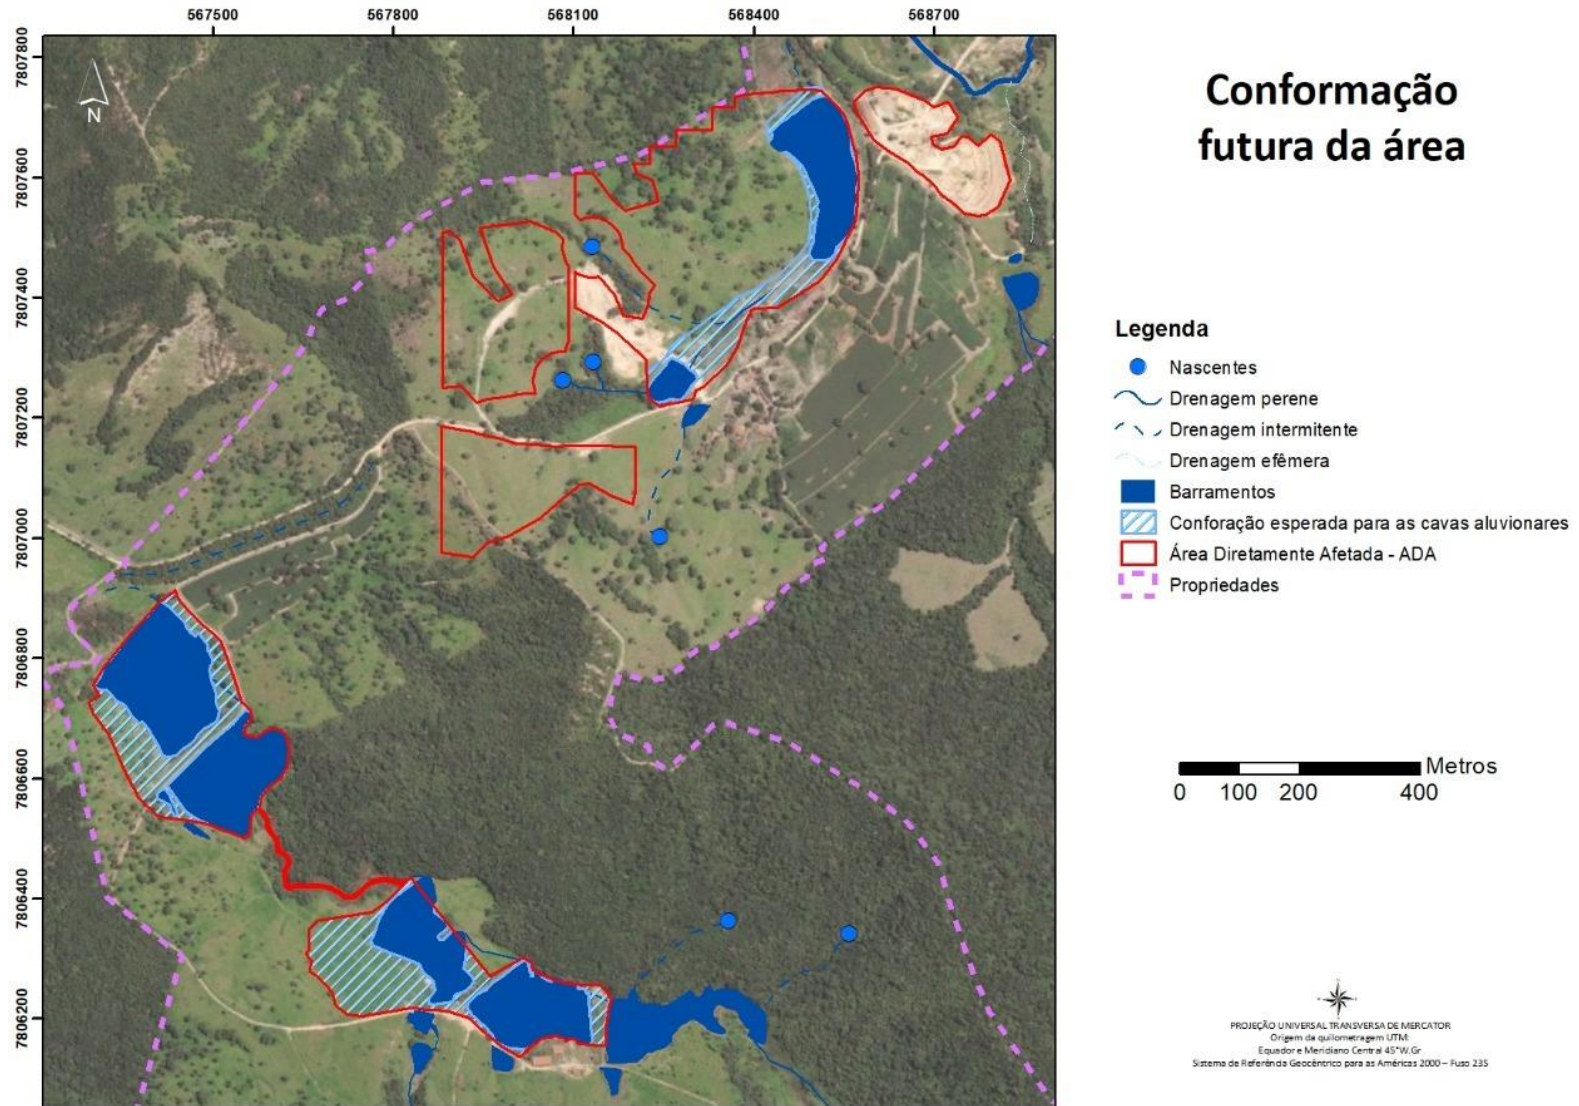 567500 567800 568100 568400 568700
7807800
7807600
7807400
7807200
7807000
7806800
7806600
7806400
7806200
N
Conformação
futura da área
Legenda
Nascentes
Drenagem perene
Drenagem intermitente
Drenagem efêmera
Barramentos
Conforação esperada para as cavas aluvionares
Área Diretamente Afetada - ADA
Propriedades
Metros
0 100 200 400
PROJEÇÃO UNIVERSAL TRANSVERSA DE MERCATOR
Origem da quilometragem UTM:
Equador e Meridiano Central 45°W.Gr
Sistema de Referência Geocêntrico para as Américas 2000 – Fuso 23S